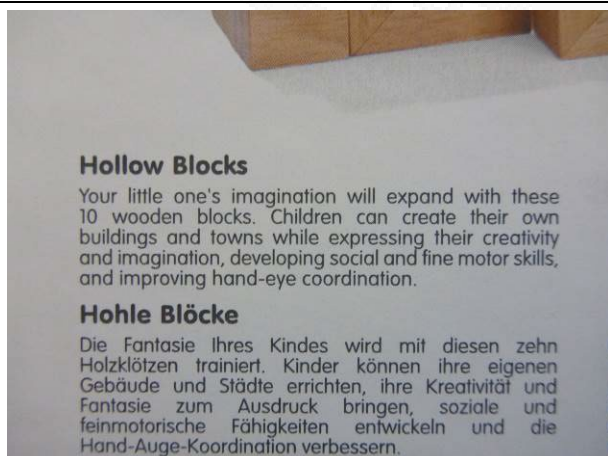 Hollow Blocks
Your little one's imagination will expand with these
10 wooden blocks. Children can create their own
buildings and towns while expressing their creativity
and imagination, developing social and fine motor skills,
and improving hand-eye coordination.
Hohle Blöcke
Die Fantasie Ihres Kindes wird mit diesen zehn
Holzklötzen trainiert. Kinder können ihre eigenen
Gebäude und Städte errichten, ihre Kreativität und
Fantasie zum Ausdruck bringen, soziale und
feinmotorische Fähigkeiten entwickeln und die
Hand-Auge-Koordination verbessern.